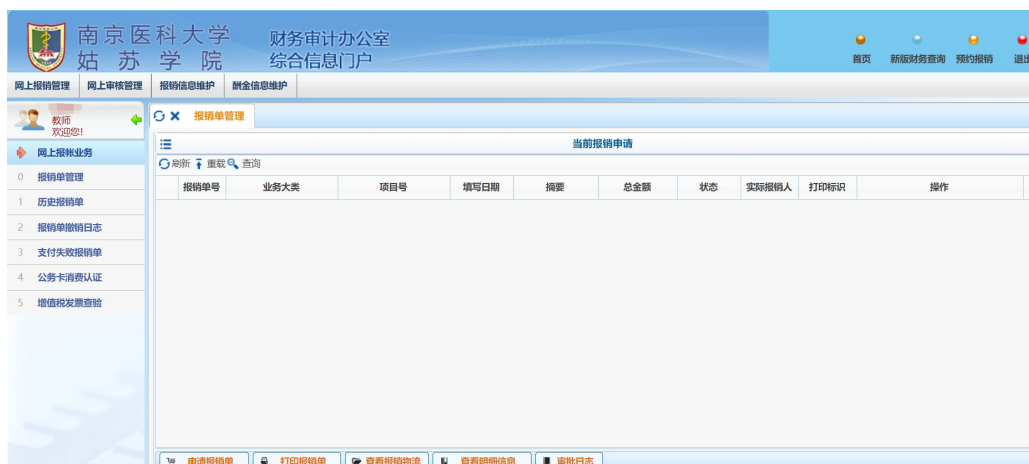 南京医科大学
姑苏学院
财务审计办公室
综合信息门户
首页 新版财务查询 预约报销 退出
网上报销管理 网上审核管理 报销信息维护 酬金信息维护
教师
欢迎您!
报销单管理
网上报帐业务
0 报销单管理
1 历史报销单
2 报销单撤销日志
3 支付失败报销单
4 公务卡消费认证
5 增值税发票查验
当前报销申请
刷新 重载 查询
报销单号 业务大类 项目号 填写日期 摘要 总金额 状态 实际报销人 打印标识 操作
申请报销单 打印报销单 查看报销物流 查看明细信息 审批日志